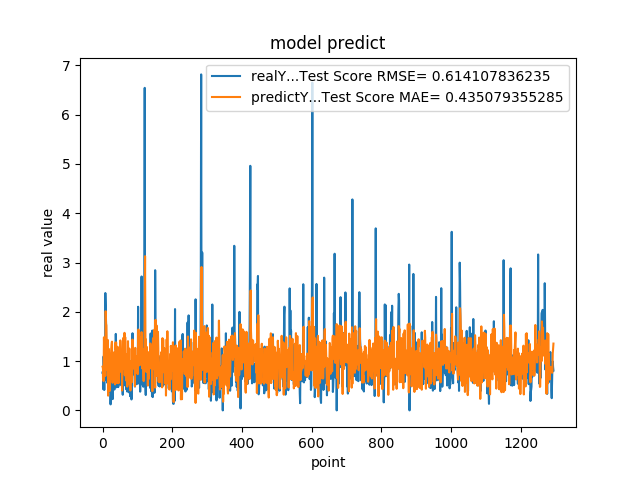 model predict
realY...Test Score RMSE= 0.614107836235
predictY...Test Score MAE= 0.435079355285
7
6
5
4
3
2
1
0
real value
0 200 400 600 800 1000 1200
point